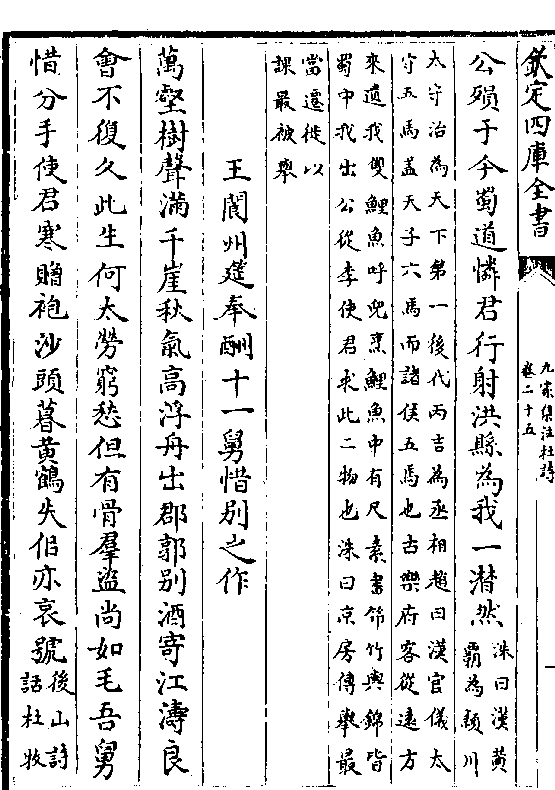 欽定四庫全書
九家集注杜詩
卷二十五
公殞于今蜀道憐君行射洪縣為我一潸然洙曰漢黄
霸為潁川
太守治為天下第一後代丙吉為丞相趙曰漢官儀太
守五馬蓋天子六馬而諸侯五馬也古樂府客從遠方
來遺我雙鯉魚呼兒烹鯉魚中有尺素書節竹與錦皆
蜀中我出公從李使君求此二物也洙曰京房傳舉最
當遷徙以
課最被舉
王閬州筵奉酬十一舅惜别之作
萬壑樹聲滿千崖秋氣高浮舟出郡郭别酒寄江濤良
會不復久此生何太勞窮愁但有骨羣盜尚如毛吾舅
惜分手使君寒贈袍沙頭暮黄鶴失侶亦哀號後山詩
話杜牧